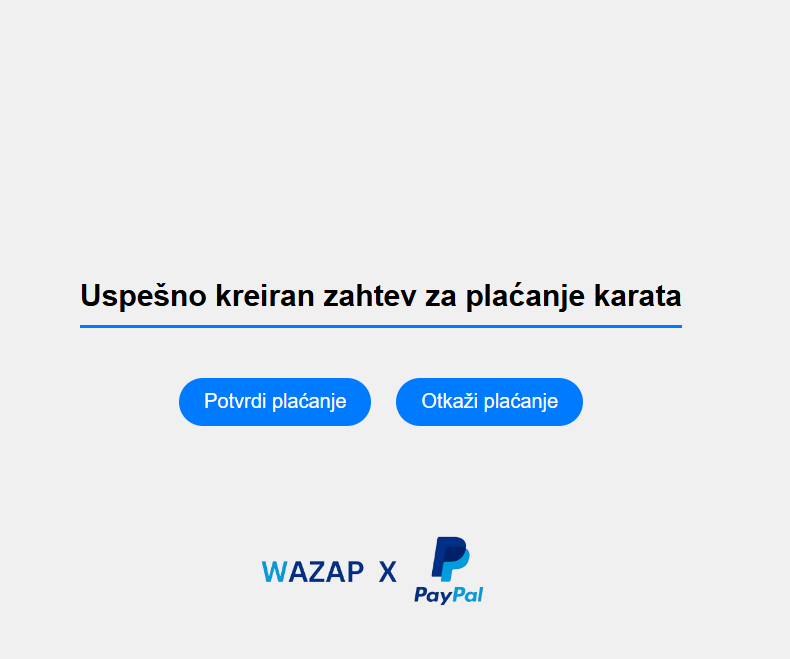 Uspešno kreiran zahtev za plaćanje karata
Potvrdi plaćanje Otkaži plaćanje
WAZAP X PayPal